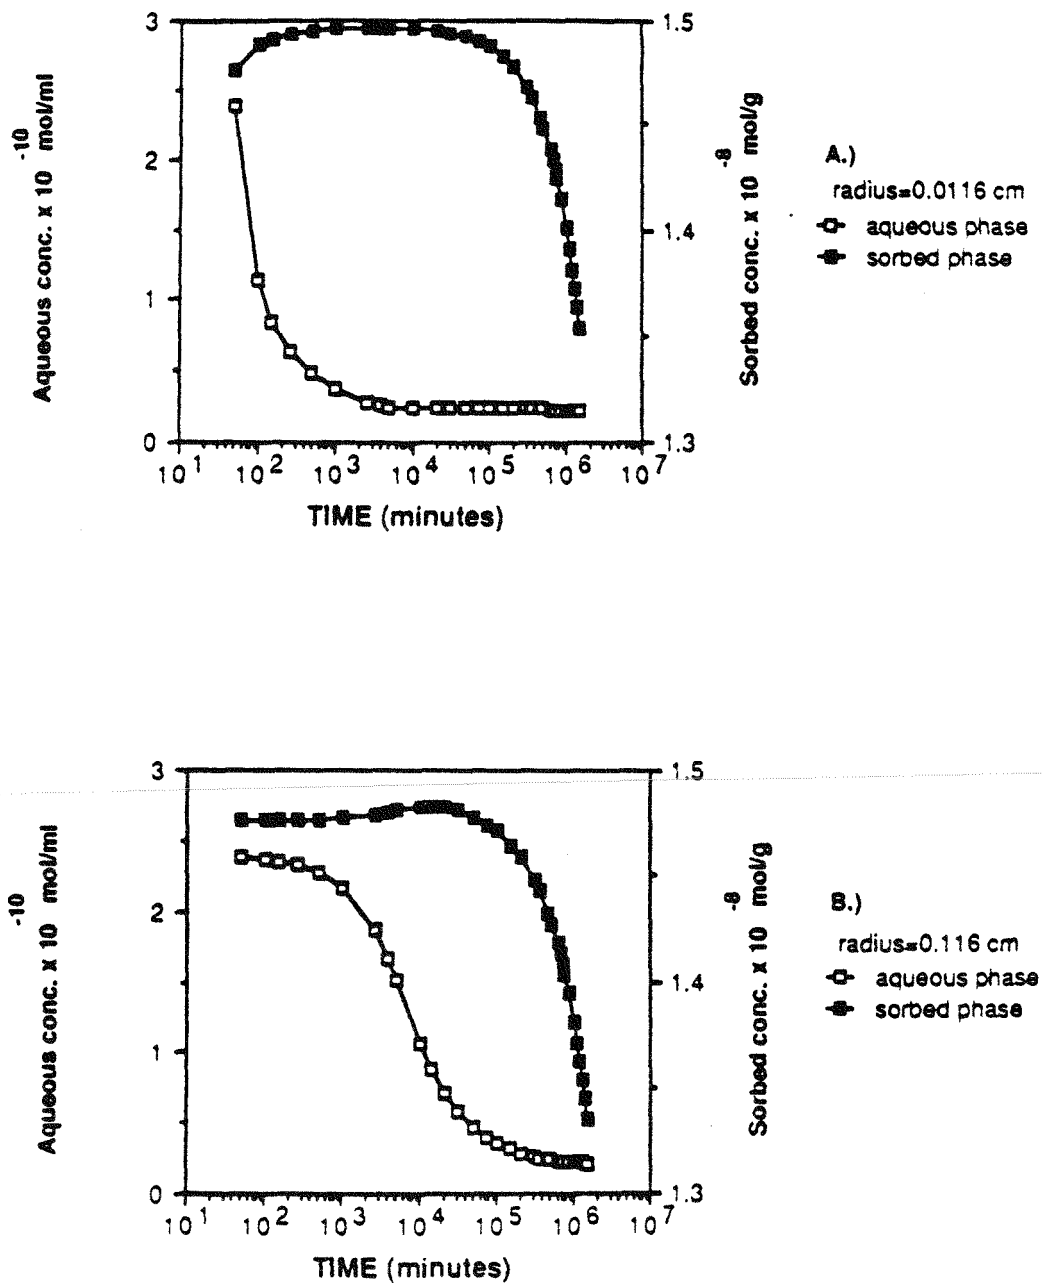 3
2
1
0
Aqueous conc. x 10 -10 mol/ml
1.5
1.4
1.3
Sorbed conc. x 10 -8 mol/g
10 1 10 2 10 3 10 4 10 5 10 6 10 7
TIME (minutes)
A.)
radius=0.0116 cm
aqueous phase
sorbed phase
3
2
1
0
Aqueous conc. x 10 -10 mol/ml
1.5
1.4
1.3
Sorbed conc. x 10 -8 mol/g
10 1 10 2 10 3 10 4 10 5 10 6 10 7
TIME (minutes)
B.)
radius=0.116 cm
aqueous phase
sorbed phase